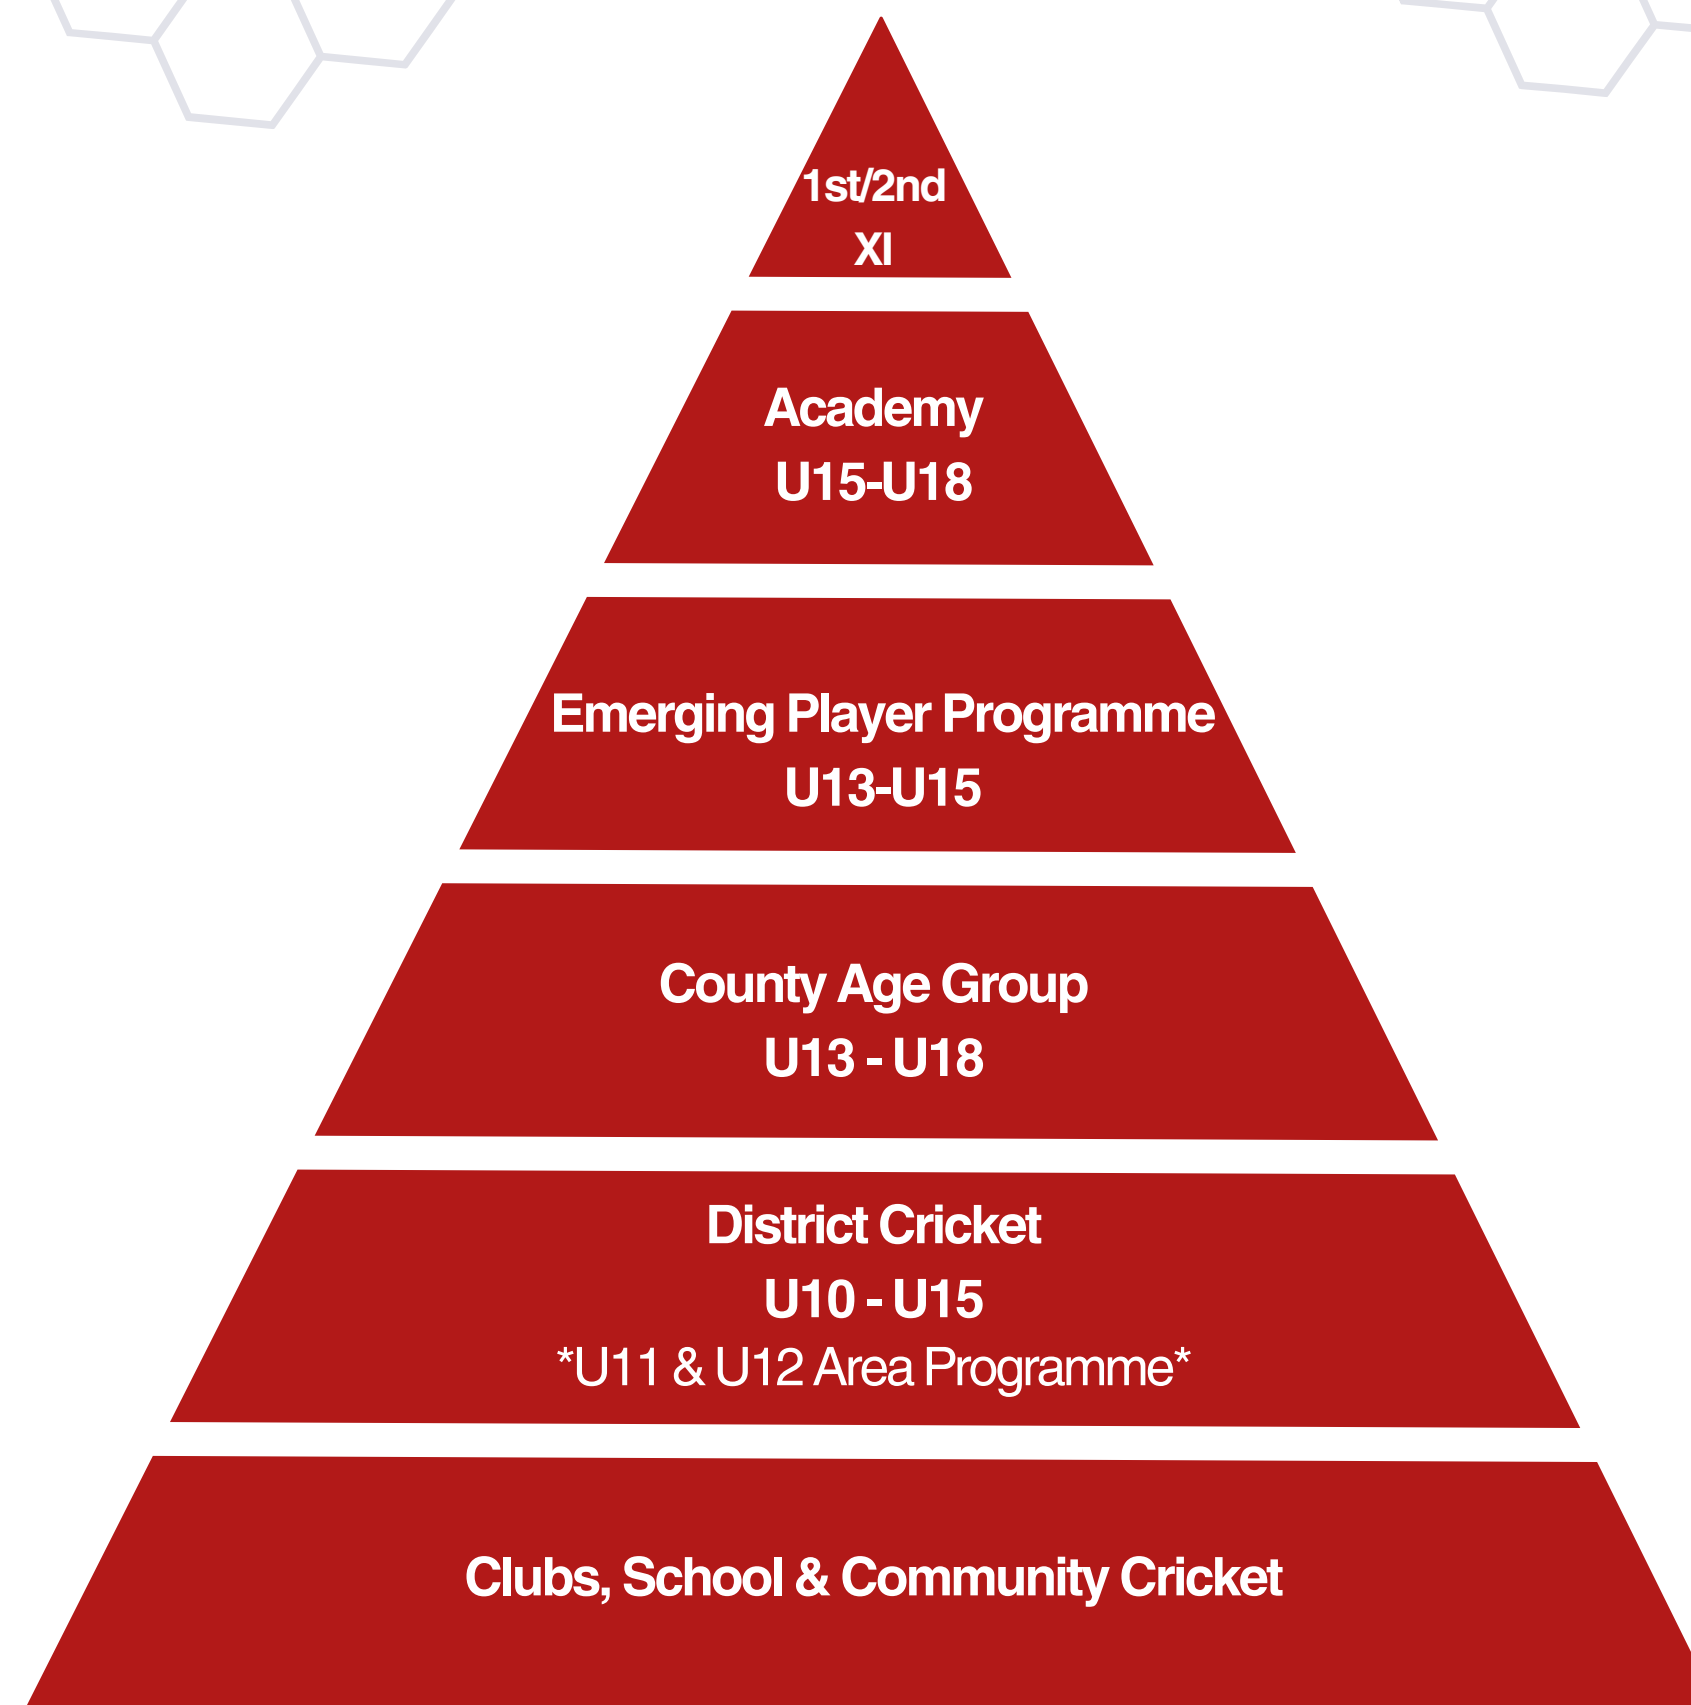 1st/2nd
XI
Academy
U15-U18
Emerging Player Programme
U13-U15
County Age Group
U13 - U18
District Cricket
U10 - U15
*U11 & U12 Area Programme*
Clubs, School & Community Cricket